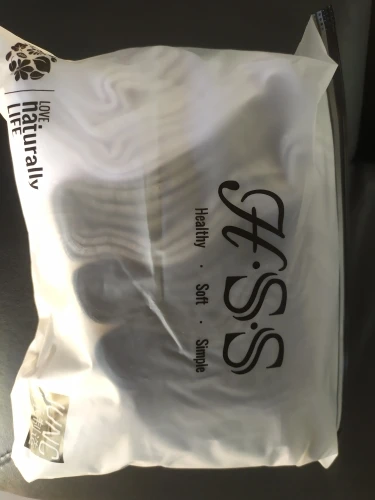 H·S·S
Healthy · Soft · Simple
LOVE.
naturally
LIFE